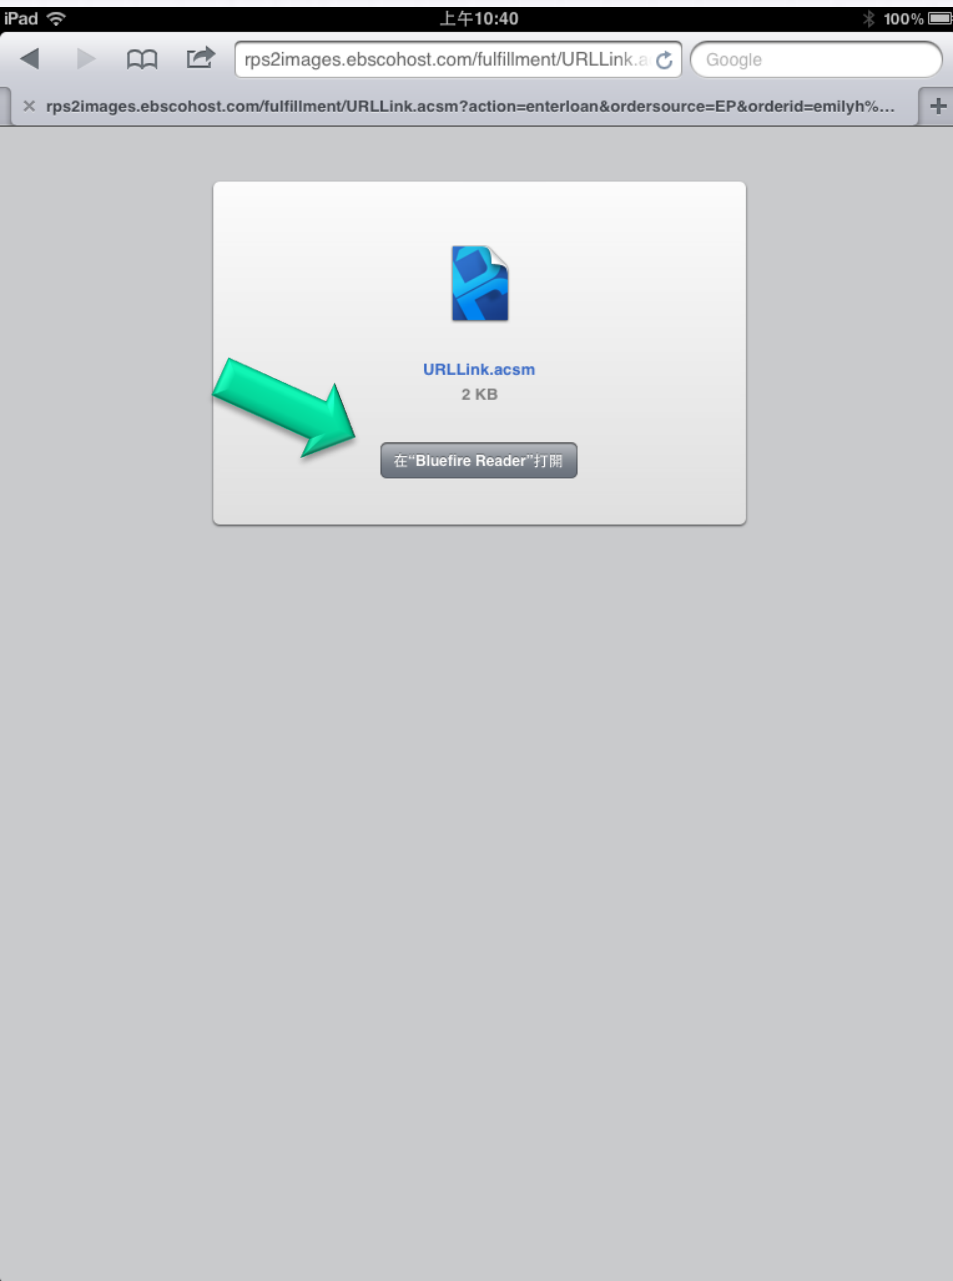 iPad 上午10:40 100%
rps2images.ebscohost.com/fulfillment/URLLink.a Google
rps2images.ebscohost.com/fulfillment/URLLink.acsm?action=enterloan&ordersource=EP&orderid=emilyh%...
URLLink.acsm
2 KB
在“Bluefire Reader”打開